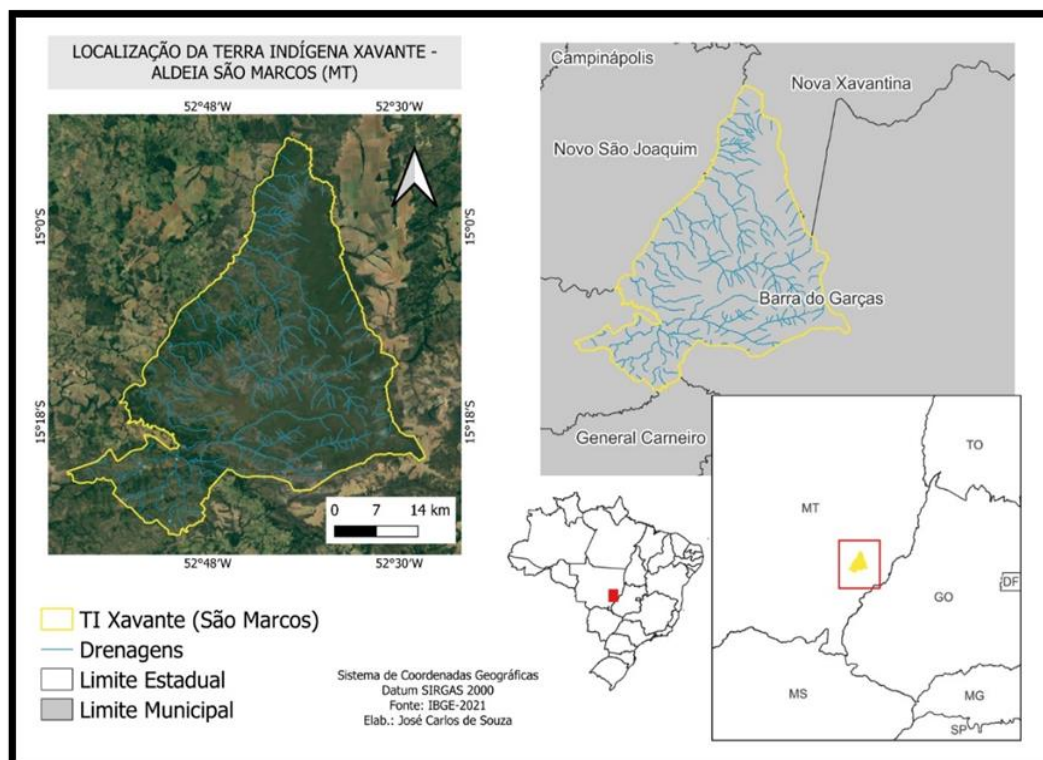 LOCALIZAÇÃO DA TERRA INDÍGENA XAVANTE -
ALDEIA SÃO MARCOS (MT)
52°48'W
52°30'W
15°0'S
15°18'S
15°0'S
15°18'S
0 7 14 km
52°48'W
52°30'W
Campinápolis
Nova Xavantina
Novo São Joaquim
Barra do Garças
General Carneiro
TO
MT
DF
GO
MS
MG
SP
TI Xavante (São Marcos)
Drenagens
Limite Estadual
Limite Municipal
Sistema de Coordenadas Geográficas
Datum SIRGAS 2000
Fonte: IBGE-2021
Elab.: José Carlos de Souza